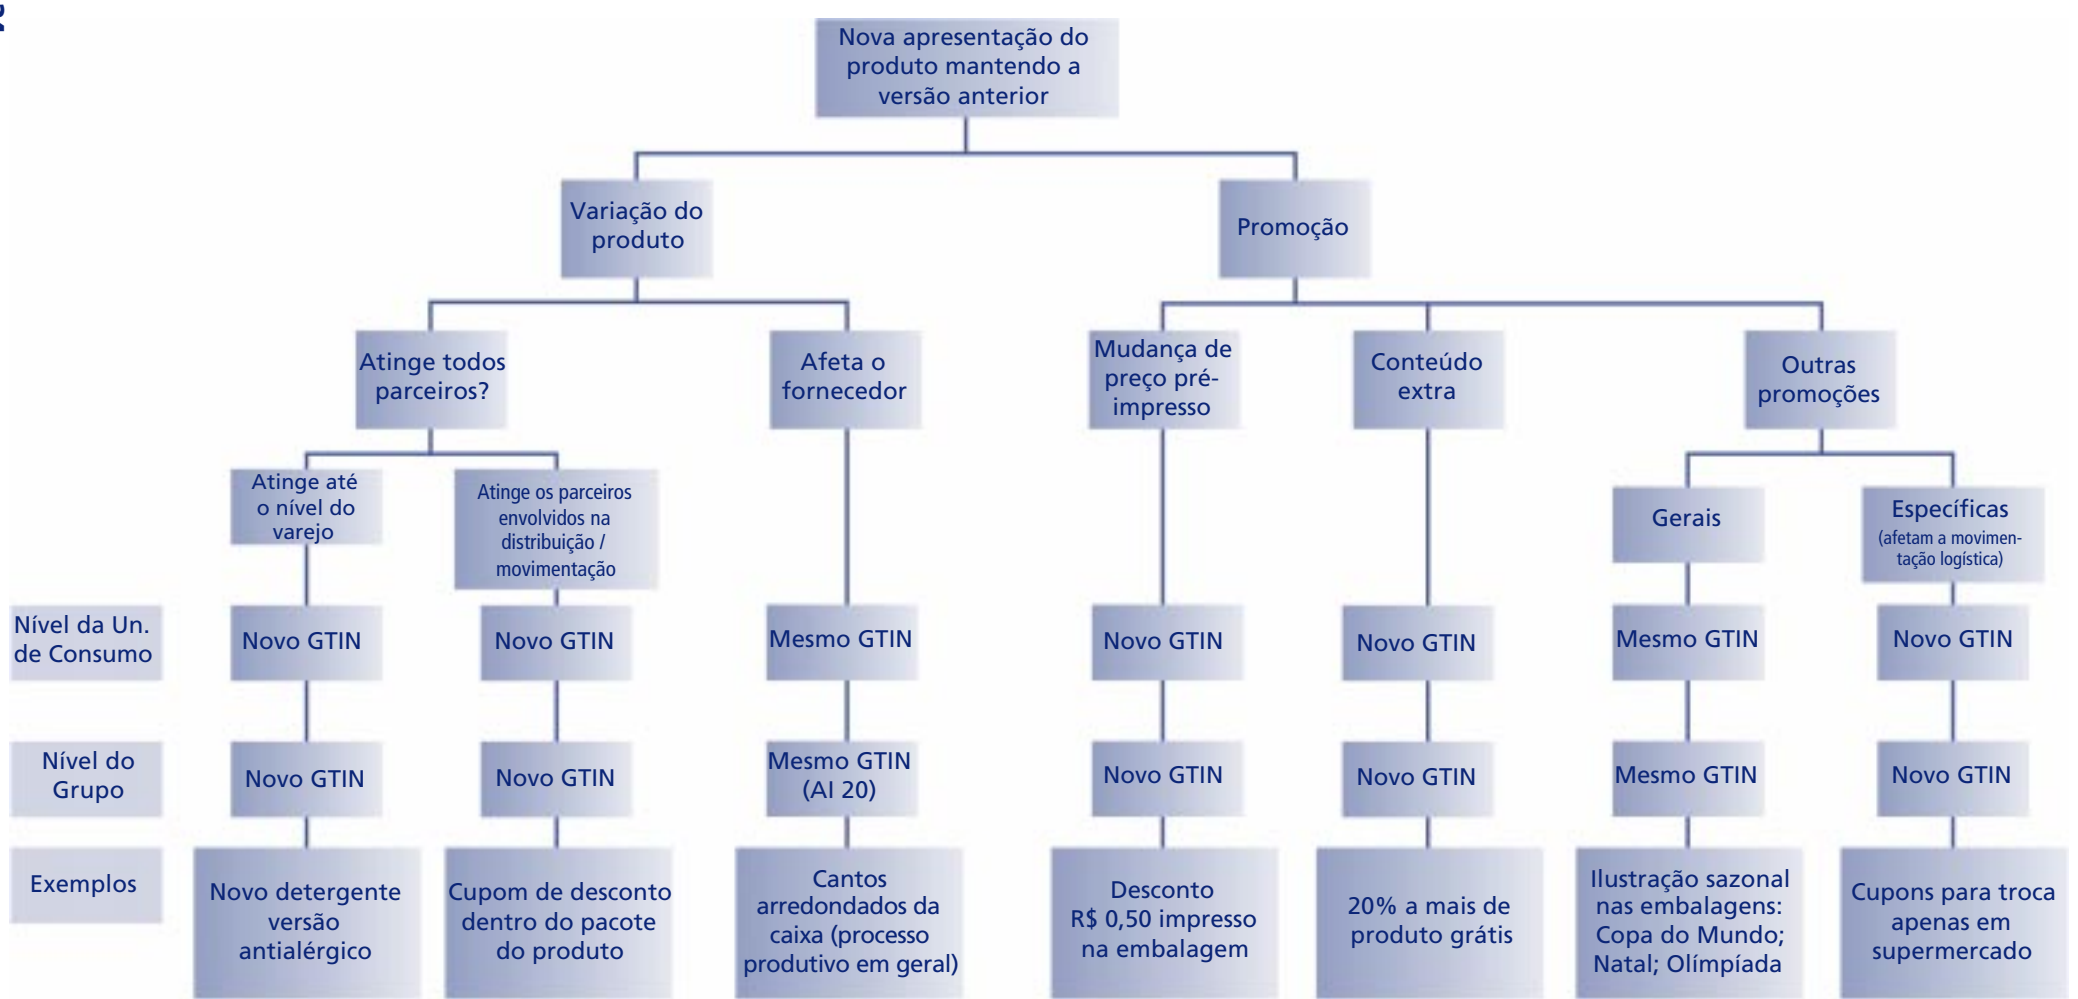 Nova apresentação do
produto mantendo a
versão anterior
Variação do
produto
Promoção
Atinge todos
parceiros?
Afeta o
fornecedor
Mudança de
preço pré-
impresso
Conteúdo
extra
Outras
promoções
Atinge até
o nível do
varejo
Atinge os parceiros
envolvidos na
distribuição /
movimentação
Gerais
Específicas
(afetam a movimen-
tação logística)
Nível da Un.
de Consumo
Novo GTIN
Novo GTIN
Mesmo GTIN
Novo GTIN
Novo GTIN
Mesmo GTIN
Novo GTIN
Nível do
Grupo
Novo GTIN
Novo GTIN
Mesmo GTIN
(AI 20)
Novo GTIN
Novo GTIN
Mesmo GTIN
Novo GTIN
Exemplos
Novo detergente
versão
antialérgico
Cupom de desconto
dentro do pacote
do produto
Cantos
arredondados da
caixa (processo
produtivo em geral)
Desconto
R$ 0,50 impresso
na embalagem
20% a mais de
produto grátis
Ilustração sazonal
nas embalagens:
Copa do Mundo;
Natal; Olímpíada
Cupons para troca
apenas em
supermercado